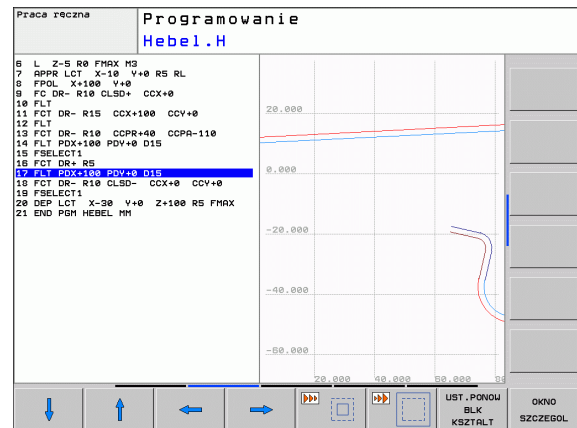 Praca ręczna
Programowanie
Hebel.H
6 L Z-5 R0 FMAX M3
7 APPR LCT X-10 Y+0 R5 RL
8 FPOL X+100 Y+0
9 FC DR- R10 CLSD+ CCX+0
10 FLT
11 FCT DR- R15 CCX+100 CCY+0
12 FLT
13 FCT DR- R10 CCPR+40 CCPA-110
14 FLT PDX+100 PDY+0 D15
15 FSELECT1
16 FCT DR+ R5
17 FLT PDX+100 PDY+0 D15
18 FCT DR- R10 CLSD- CCX+0 CCY+0
19 FSELECT1
20 DEP LCT X-30 Y+0 Z+100 R5 FMAX
21 END PGM HEBEL MM
20.000
0.000
-20.000
-40.000
-60.000
20.000 40.000 60.000
UST.PONOW
BLK
KSZTALT
OKNO
SZCZEGOL